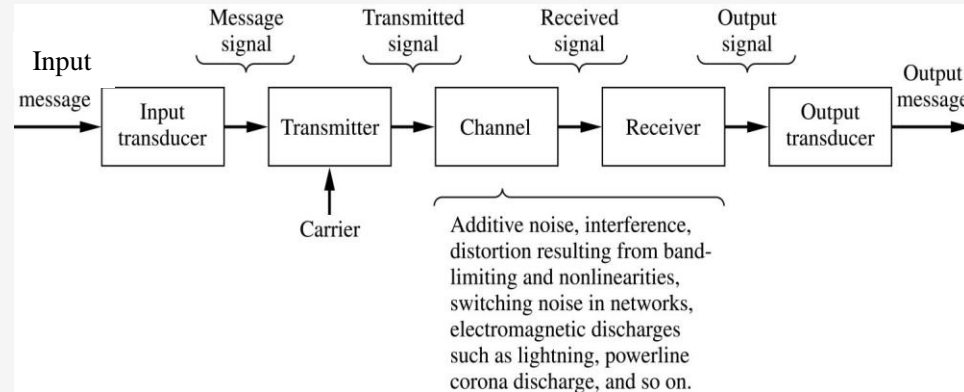 Message
signal
Transmitted
signal
Received
signal
Output
signal
Input
message
Input
transducer
Transmitter
Channel
Receiver
Output
transducer
Output
message
Carrier
Additive noise, interference,
distortion resulting from band-
limiting and nonlinearities,
switching noise in networks,
electromagnetic discharges
such as lightning, powerline
corona discharge, and so on.